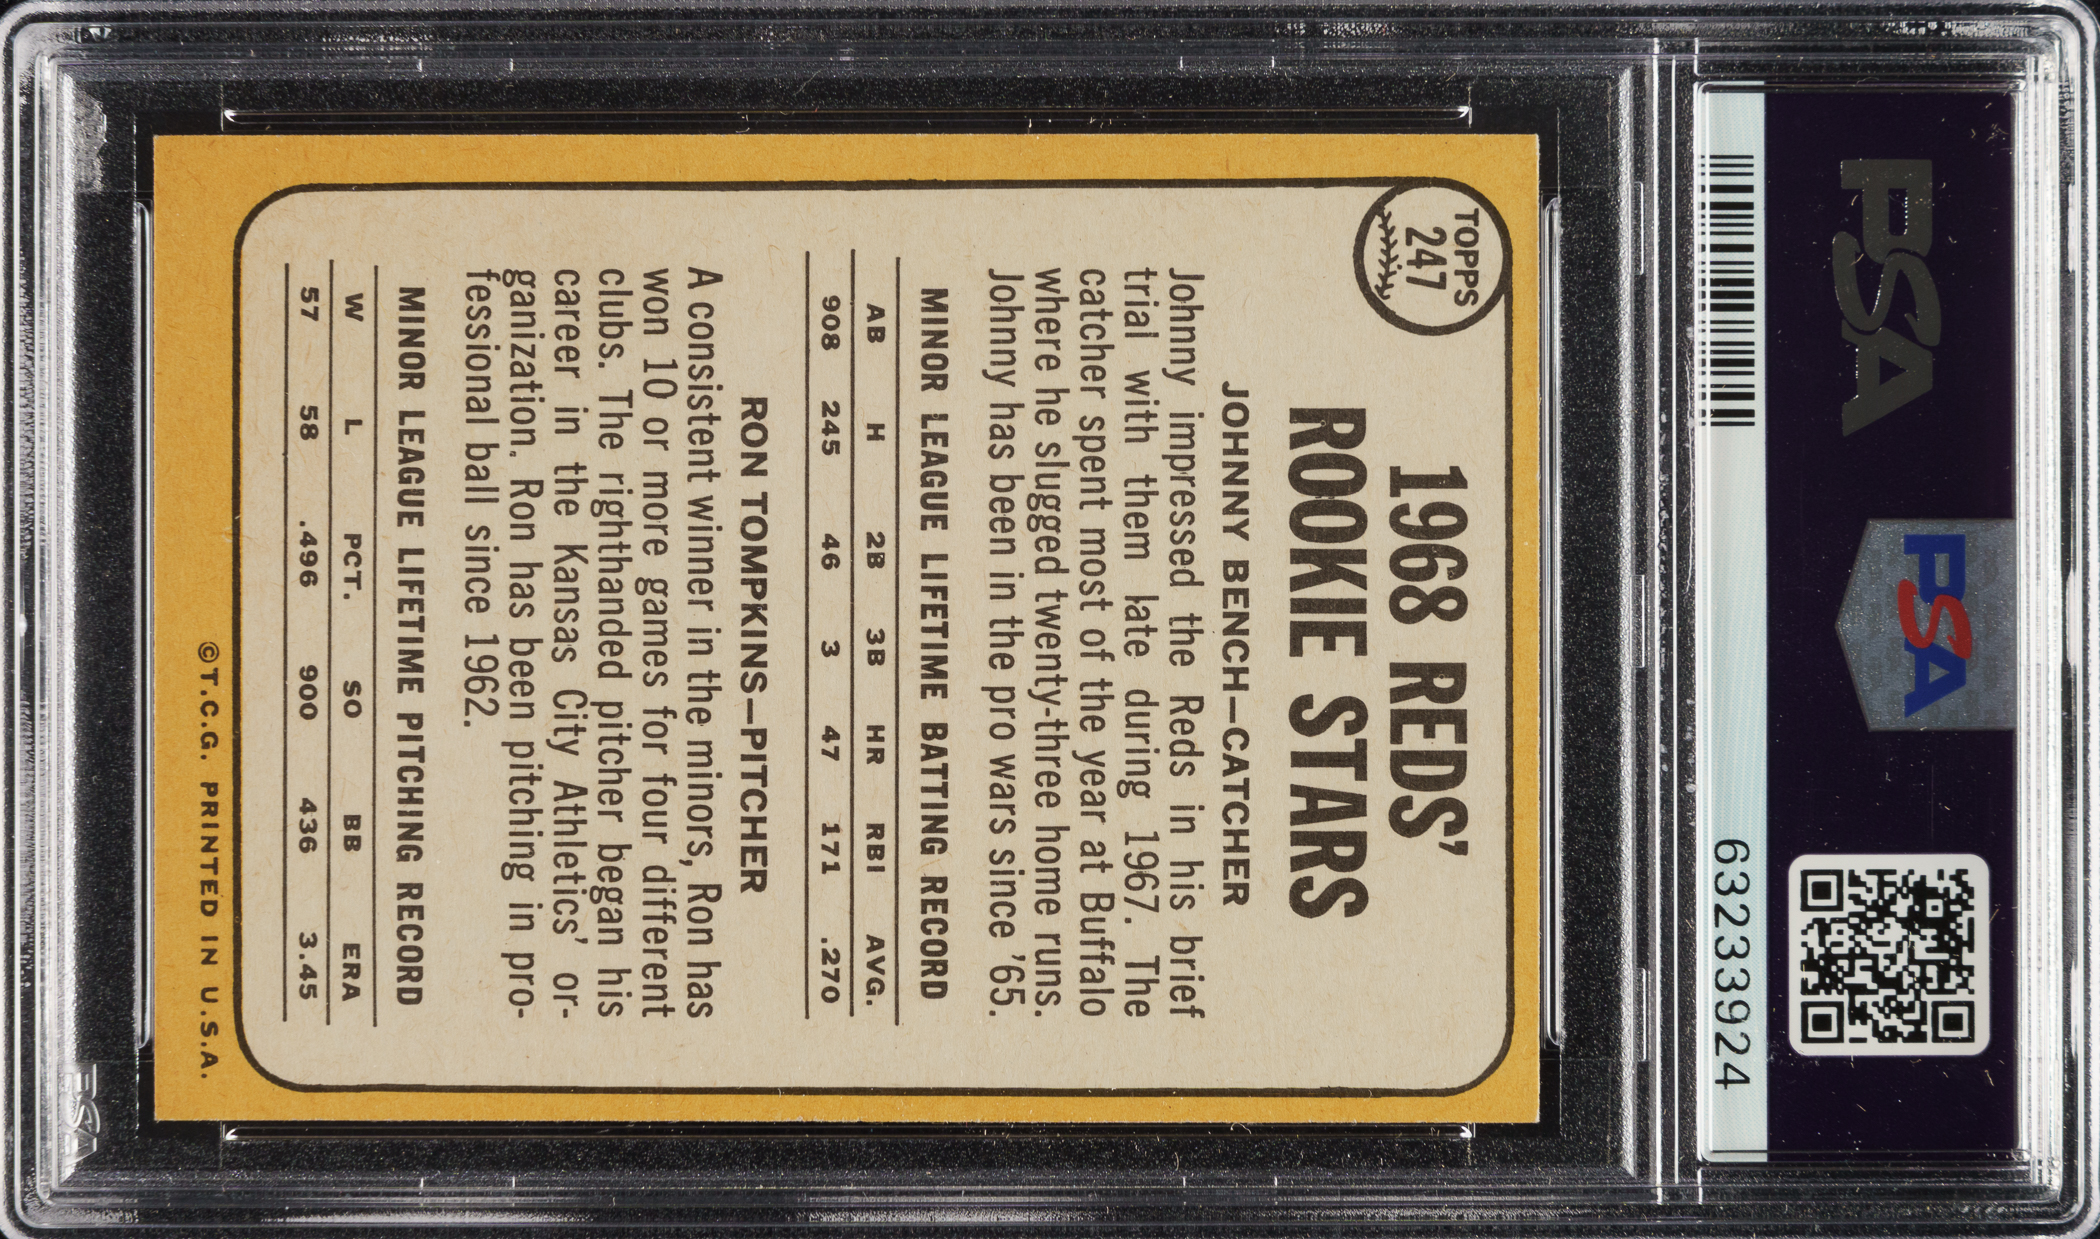 PSA
PSA
63233924
TOPPS
247
1968 REDS'
ROOKIE STARS
JOHNNY BENCH—CATCHER
Johnny impressed the Reds in his brief
trial with them late during 1967. The
catcher spent most of the year at Buffalo
where he slugged twenty-three home runs.
Johnny has been in the pro wars since '65.
MINOR LEAGUE LIFETIME BATTING RECORD
AB H 2B 3B HR RBI AVG.
908 245 46 3 47 171 .270
RON TOMPKINS—PITCHER
A consistent winner in the minors, Ron has
won 10 or more games for four different
clubs. The righthanded pitcher began his
career in the Kansas City Athletics' or-
ganization. Ron has been pitching in pro-
fessional ball since 1962.
MINOR LEAGUE LIFETIME PITCHING RECORD
W L PCT. SO BB ERA
57 58 .496 900 436 3.45
©T.C.G. PRINTED IN U.S.A.
PSA